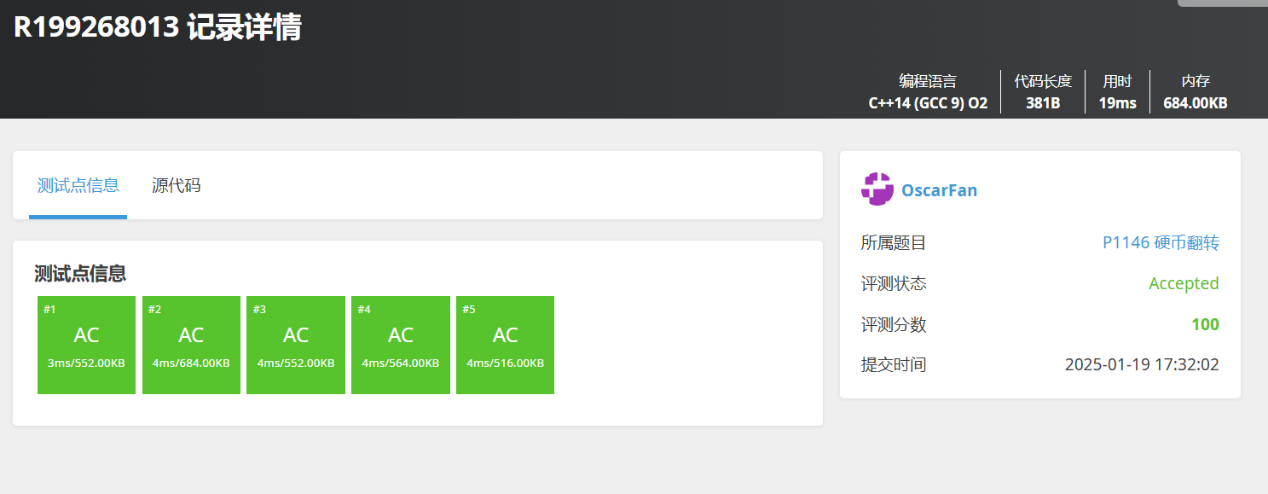 R199268013 记录详情
编程语言 代码长度 用时 内存
C++14 (GCC 9) O2 381B 19ms 684.00KB
测试点信息 源代码
测试点信息
#1 #2 #3 #4 #5
AC AC AC AC AC
3ms/552.00KB 4ms/684.00KB 4ms/552.00KB 4ms/564.00KB 4ms/516.00KB
OscarFan
所属题目 P1146 硬币翻转
评测状态 Accepted
评测分数 100
提交时间 2025-01-19 17:32:02